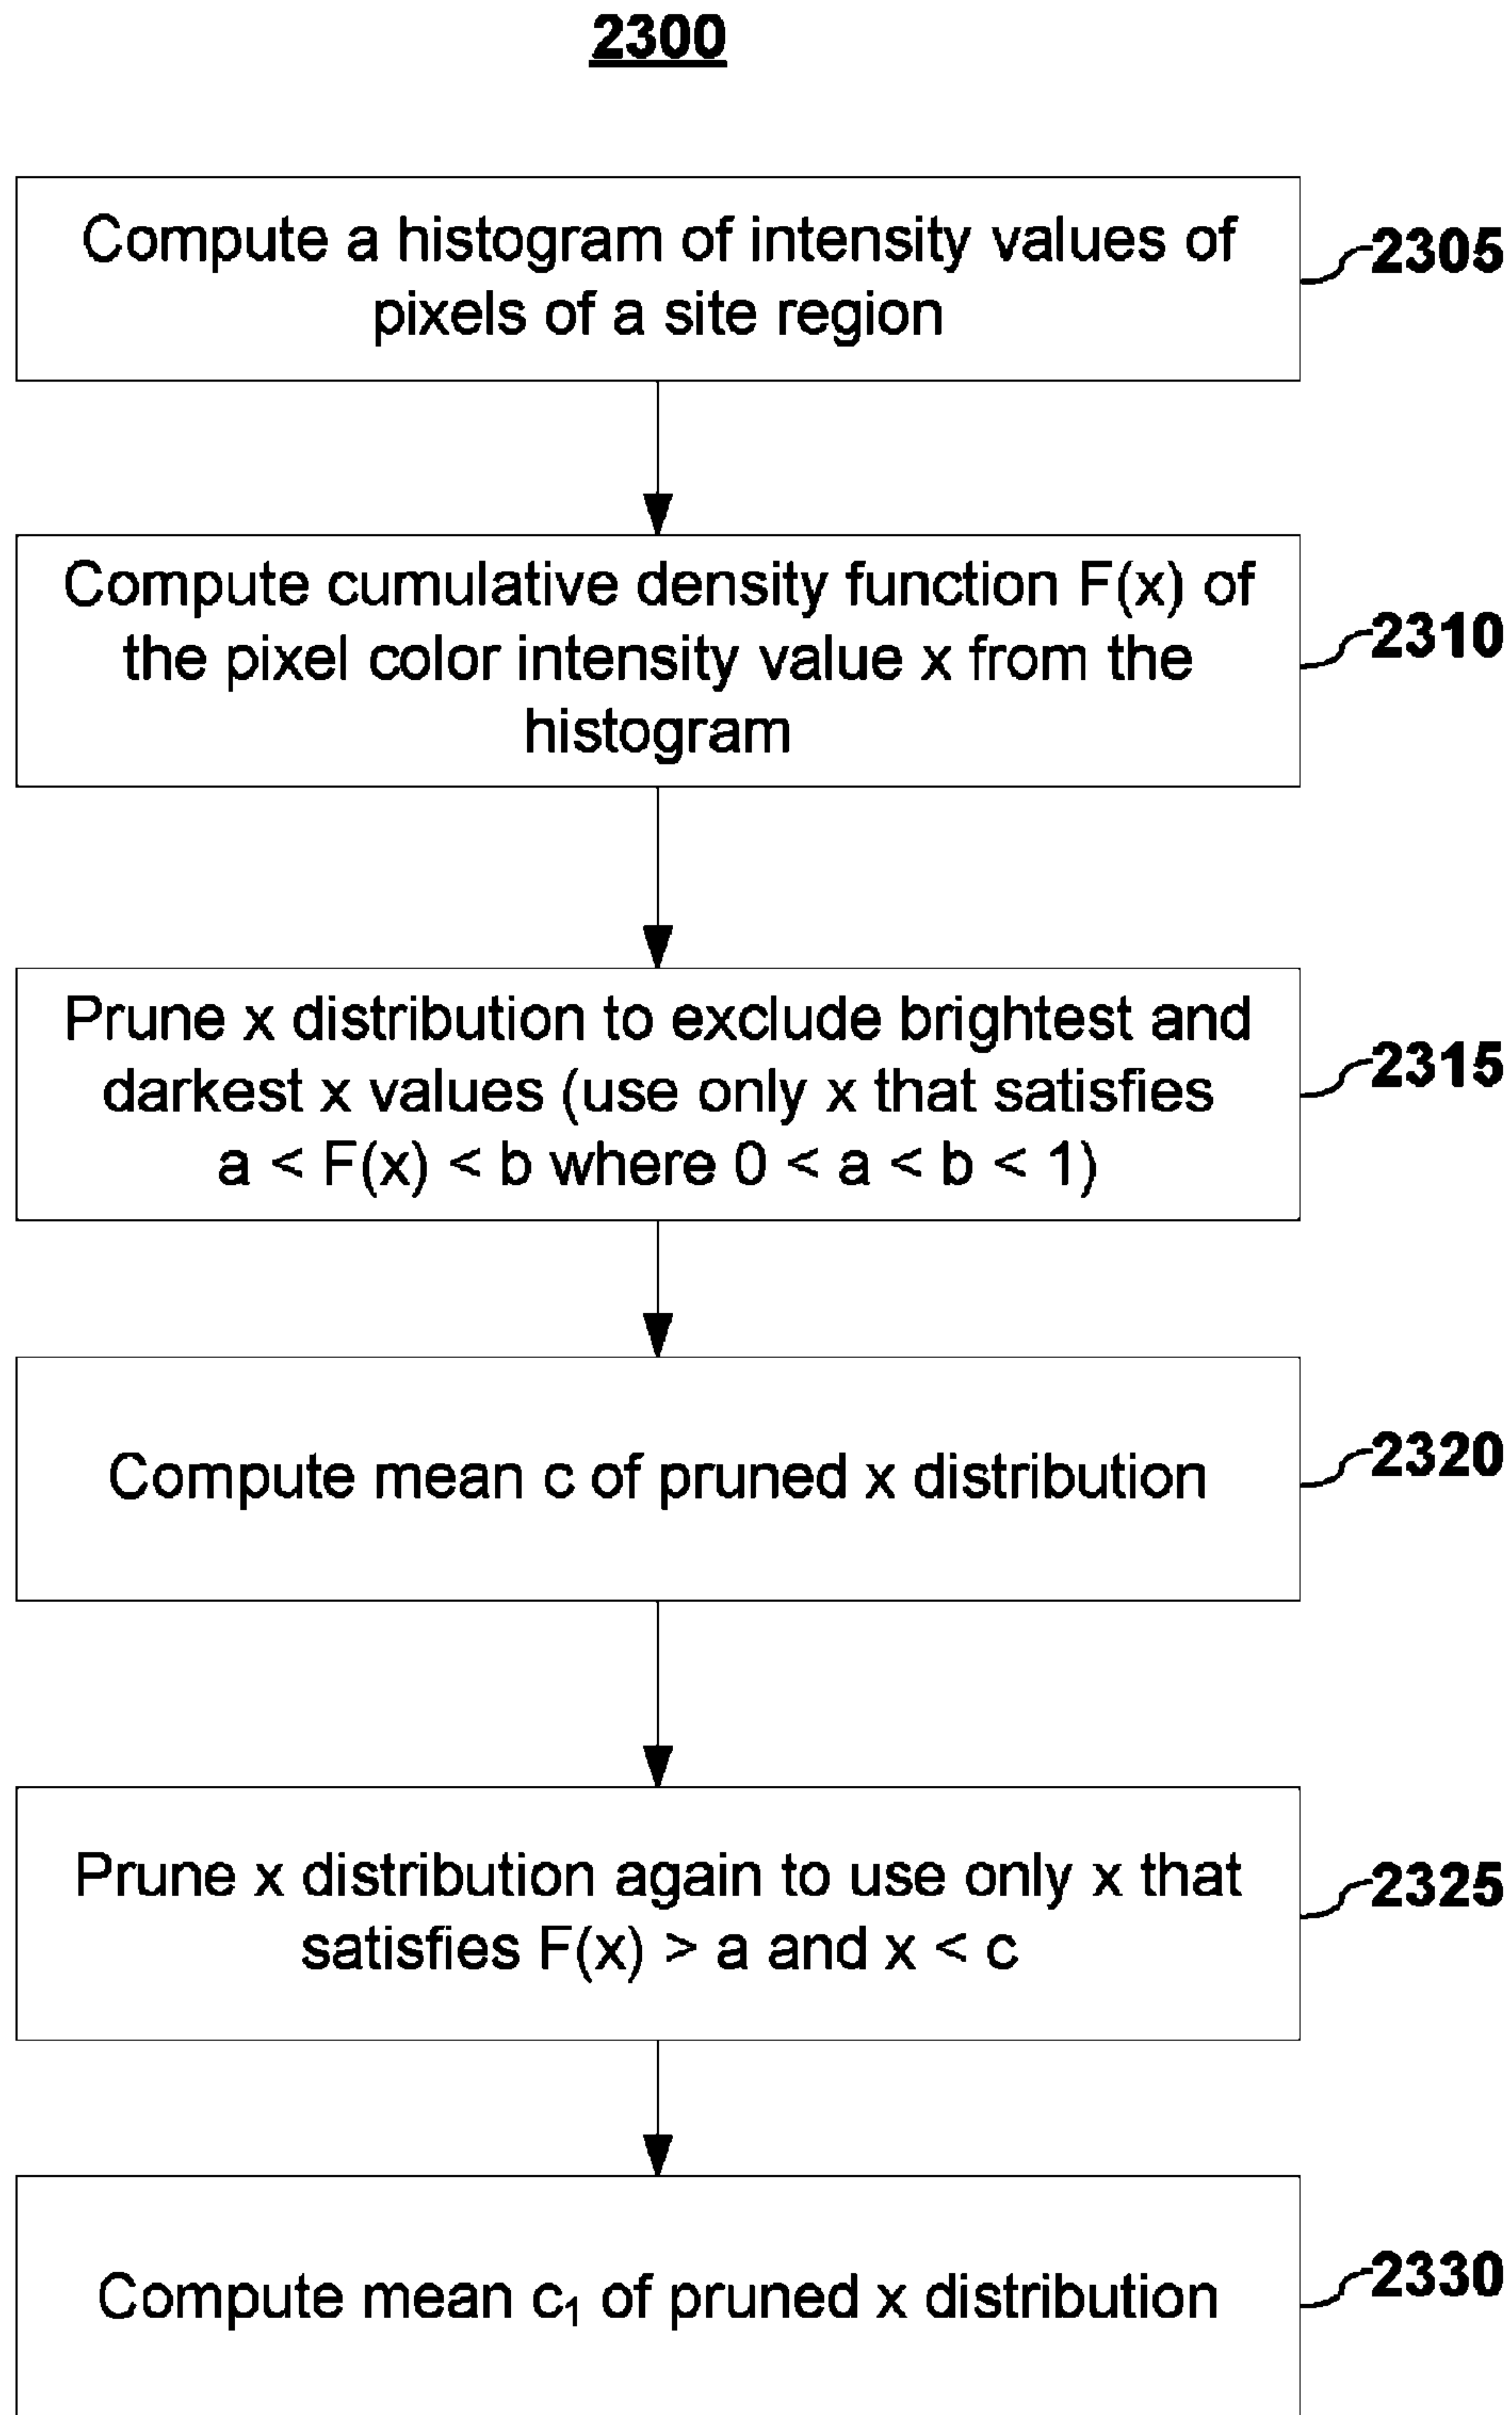 2300
Compute a histogram of intensity values of
pixels of a site region
2305
Compute cumulative density function F(x) of
the pixel color intensity value x from the
histogram
2310
Prune x distribution to exclude brightest and
darkest x values (use only x that satisfies
a < F(x) < b where 0 < a < b < 1)
2315
Compute mean c of pruned x distribution
2320
Prune x distribution again to use only x that
satisfies F(x) > a and x < c
2325
Compute mean c₁ of pruned x distribution
2330